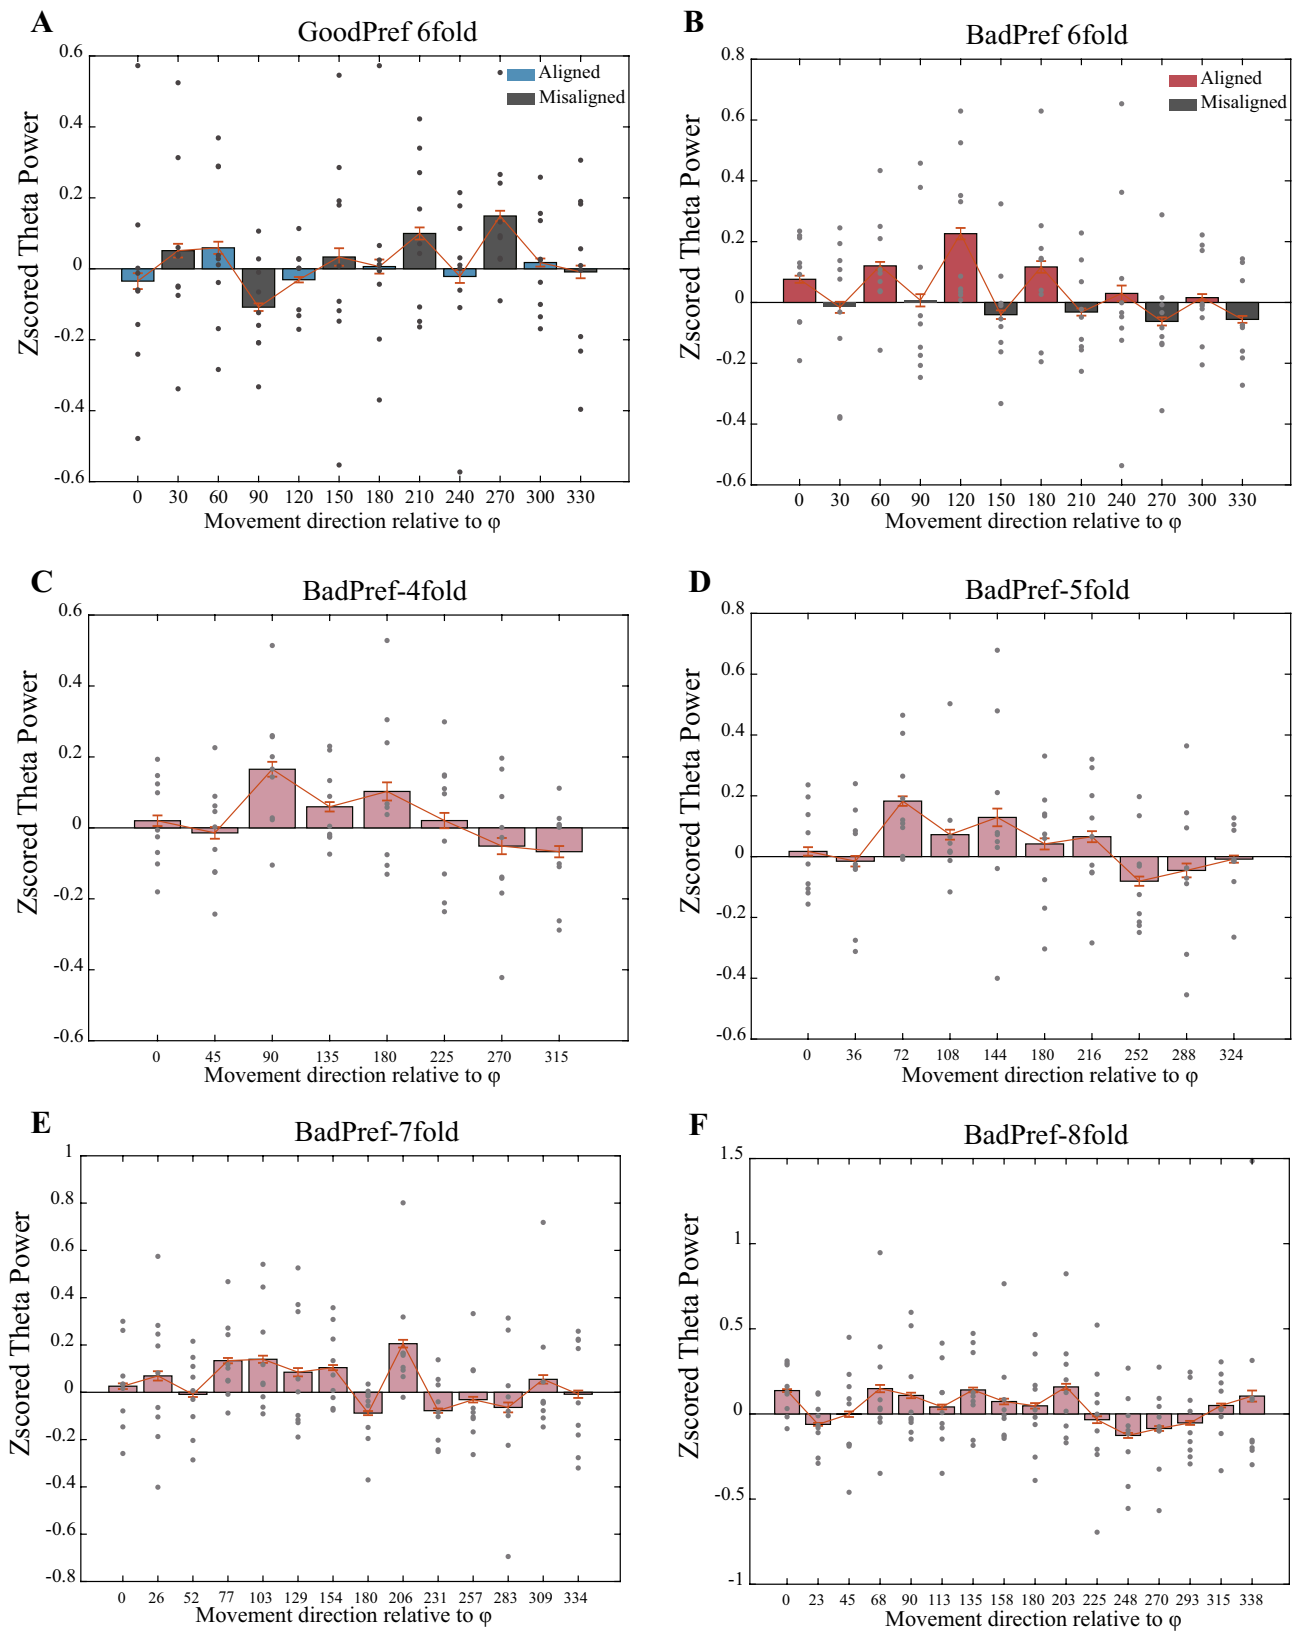 A
GoodPref 6fold
Zscored Theta Power
0.6
0.4
0.2
0
-0.2
-0.4
-0.6
Aligned
Misaligned
0 30 60 90 120 150 180 210 240 270 300 330
Movement direction relative to φ
B
BadPref 6fold
Zscored Theta Power
0.8
0.6
0.4
0.2
0
-0.2
-0.4
-0.6
Aligned
Misaligned
0 30 60 90 120 150 180 210 240 270 300 330
Movement direction relative to φ
C
BadPref-4fold
Zscored Theta Power
0.6
0.4
0.2
0
-0.2
-0.4
-0.6
0 45 90 135 180 225 270 315
Movement direction relative to φ
D
BadPref-5fold
Zscored Theta Power
0.8
0.6
0.4
0.2
0
-0.2
-0.4
-0.6
0 36 72 108 144 180 216 252 288 324
Movement direction relative to φ
E
BadPref-7fold
Zscored Theta Power
1
0.8
0.6
0.4
0.2
0
-0.2
-0.4
-0.6
-0.8
0 26 52 77 103 129 154 180 206 231 257 283 309 334
Movement direction relative to φ
F
BadPref-8fold
Zscored Theta Power
1.5
1
0.5
0
-0.5
-1
0 23 45 68 90 113 135 158 180 203 225 248 270 293 315 338
Movement direction relative to φ